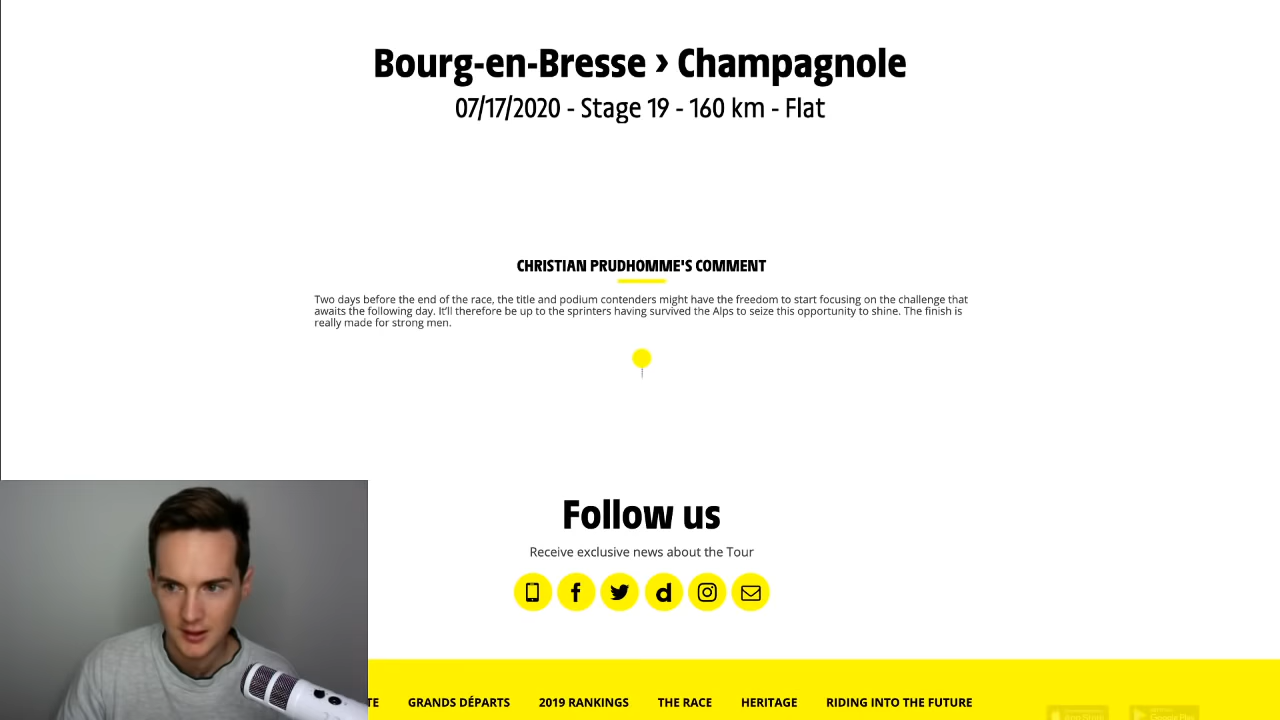 Bourg-en-Bresse › Champagnole
07/17/2020 - Stage 19 - 160 km - Flat
CHRISTIAN PRUDHOMME'S COMMENT
Two days before the end of the race, the title and podium contenders might have the freedom to start focusing on the challenge that
awaits the following day. It'll therefore be up to the sprinters having survived the Alps to seize this opportunity to shine. The finish is
really made for strong men.
Follow us
Receive exclusive news about the Tour
TE GRANDS DÉPARTS 2019 RANKINGS THE RACE HERITAGE RIDING INTO THE FUTURE